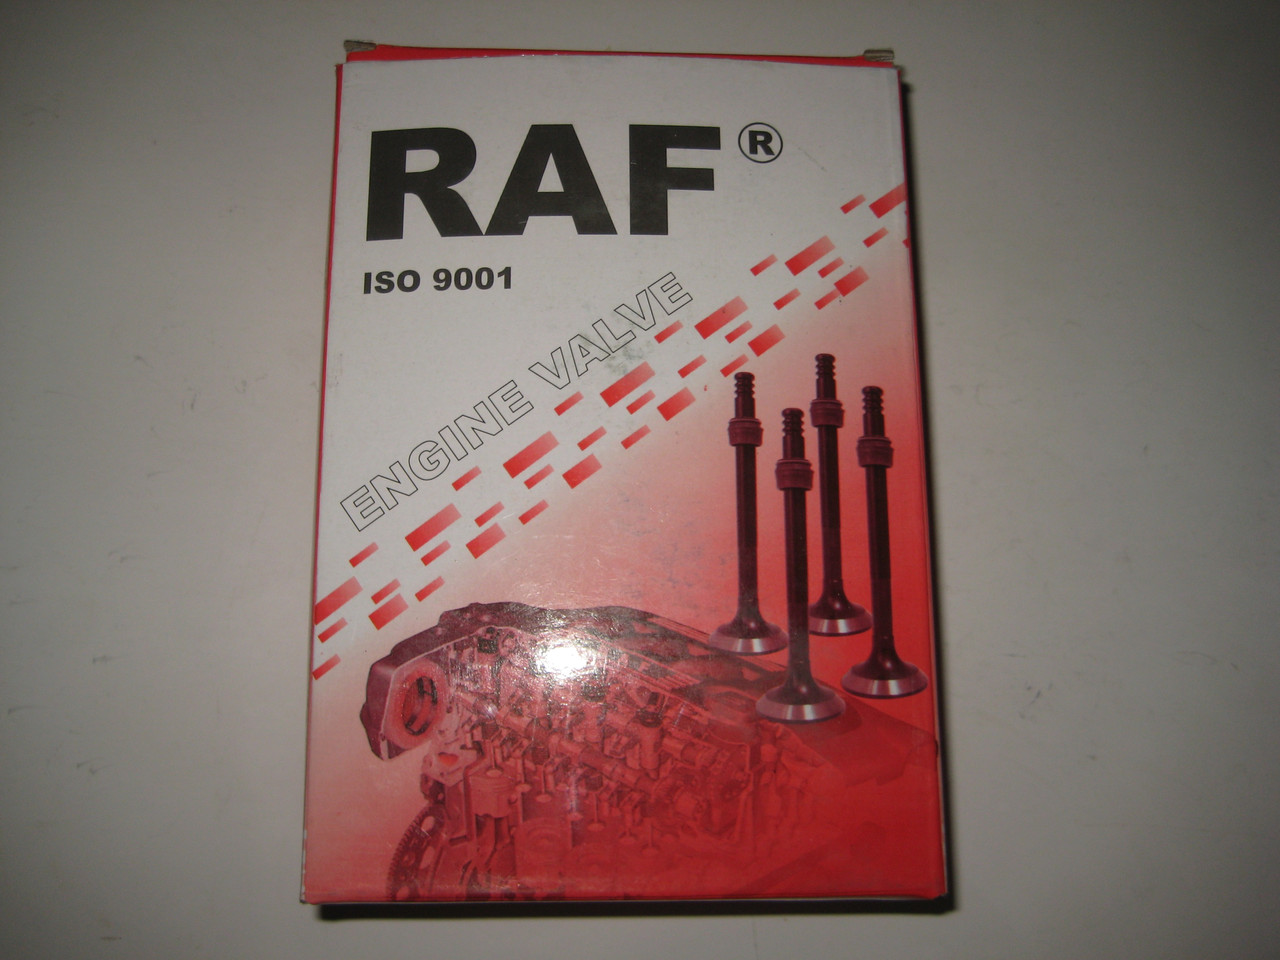 RAF ®
ISO 9001
ENGINE VALVE